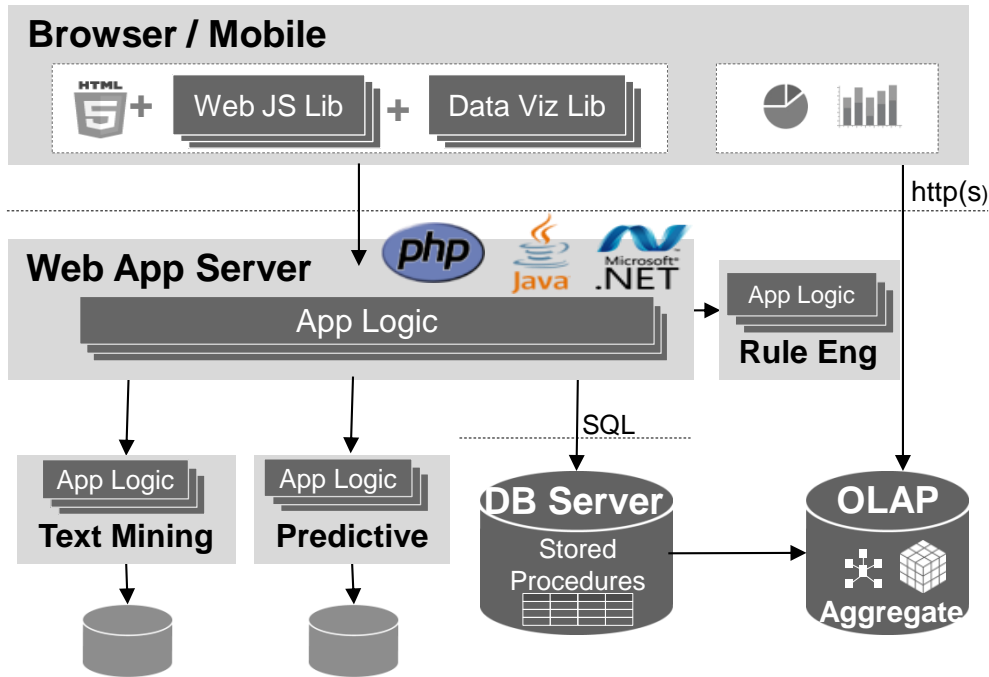 Browser / Mobile
HTML
5
+
Web JS Lib
+
Data Viz Lib
http(s)
php
Java
Microsoft®
.NET
Web App Server
App Logic
App Logic
Rule Eng
SQL
App Logic
Text Mining
App Logic
Predictive
DB Server
Stored
Procedures
OLAP
Aggregate